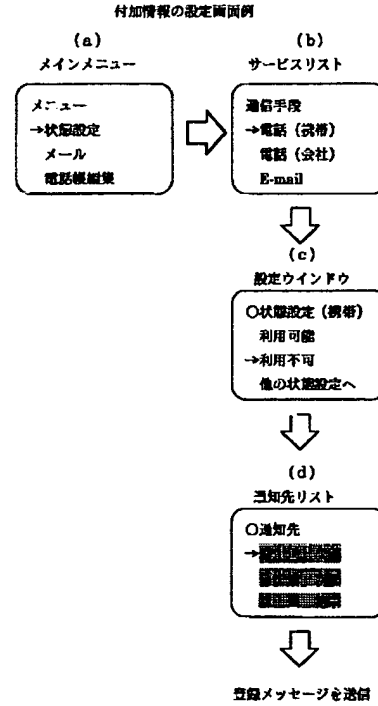 付加情報の設定画面例
(a)
メインメニュー
メニュー
→状態設定
メール
電話帳編集
(b)
サービスリスト
通信手段
→電話（携帯）
電話（会社）
E-mail
(c)
設定ウインドウ
○状態設定（携帯）
利用可能
→利用不可
他の状態設定へ
(d)
通知先リスト
○通知先
→
登録メッセージを送信